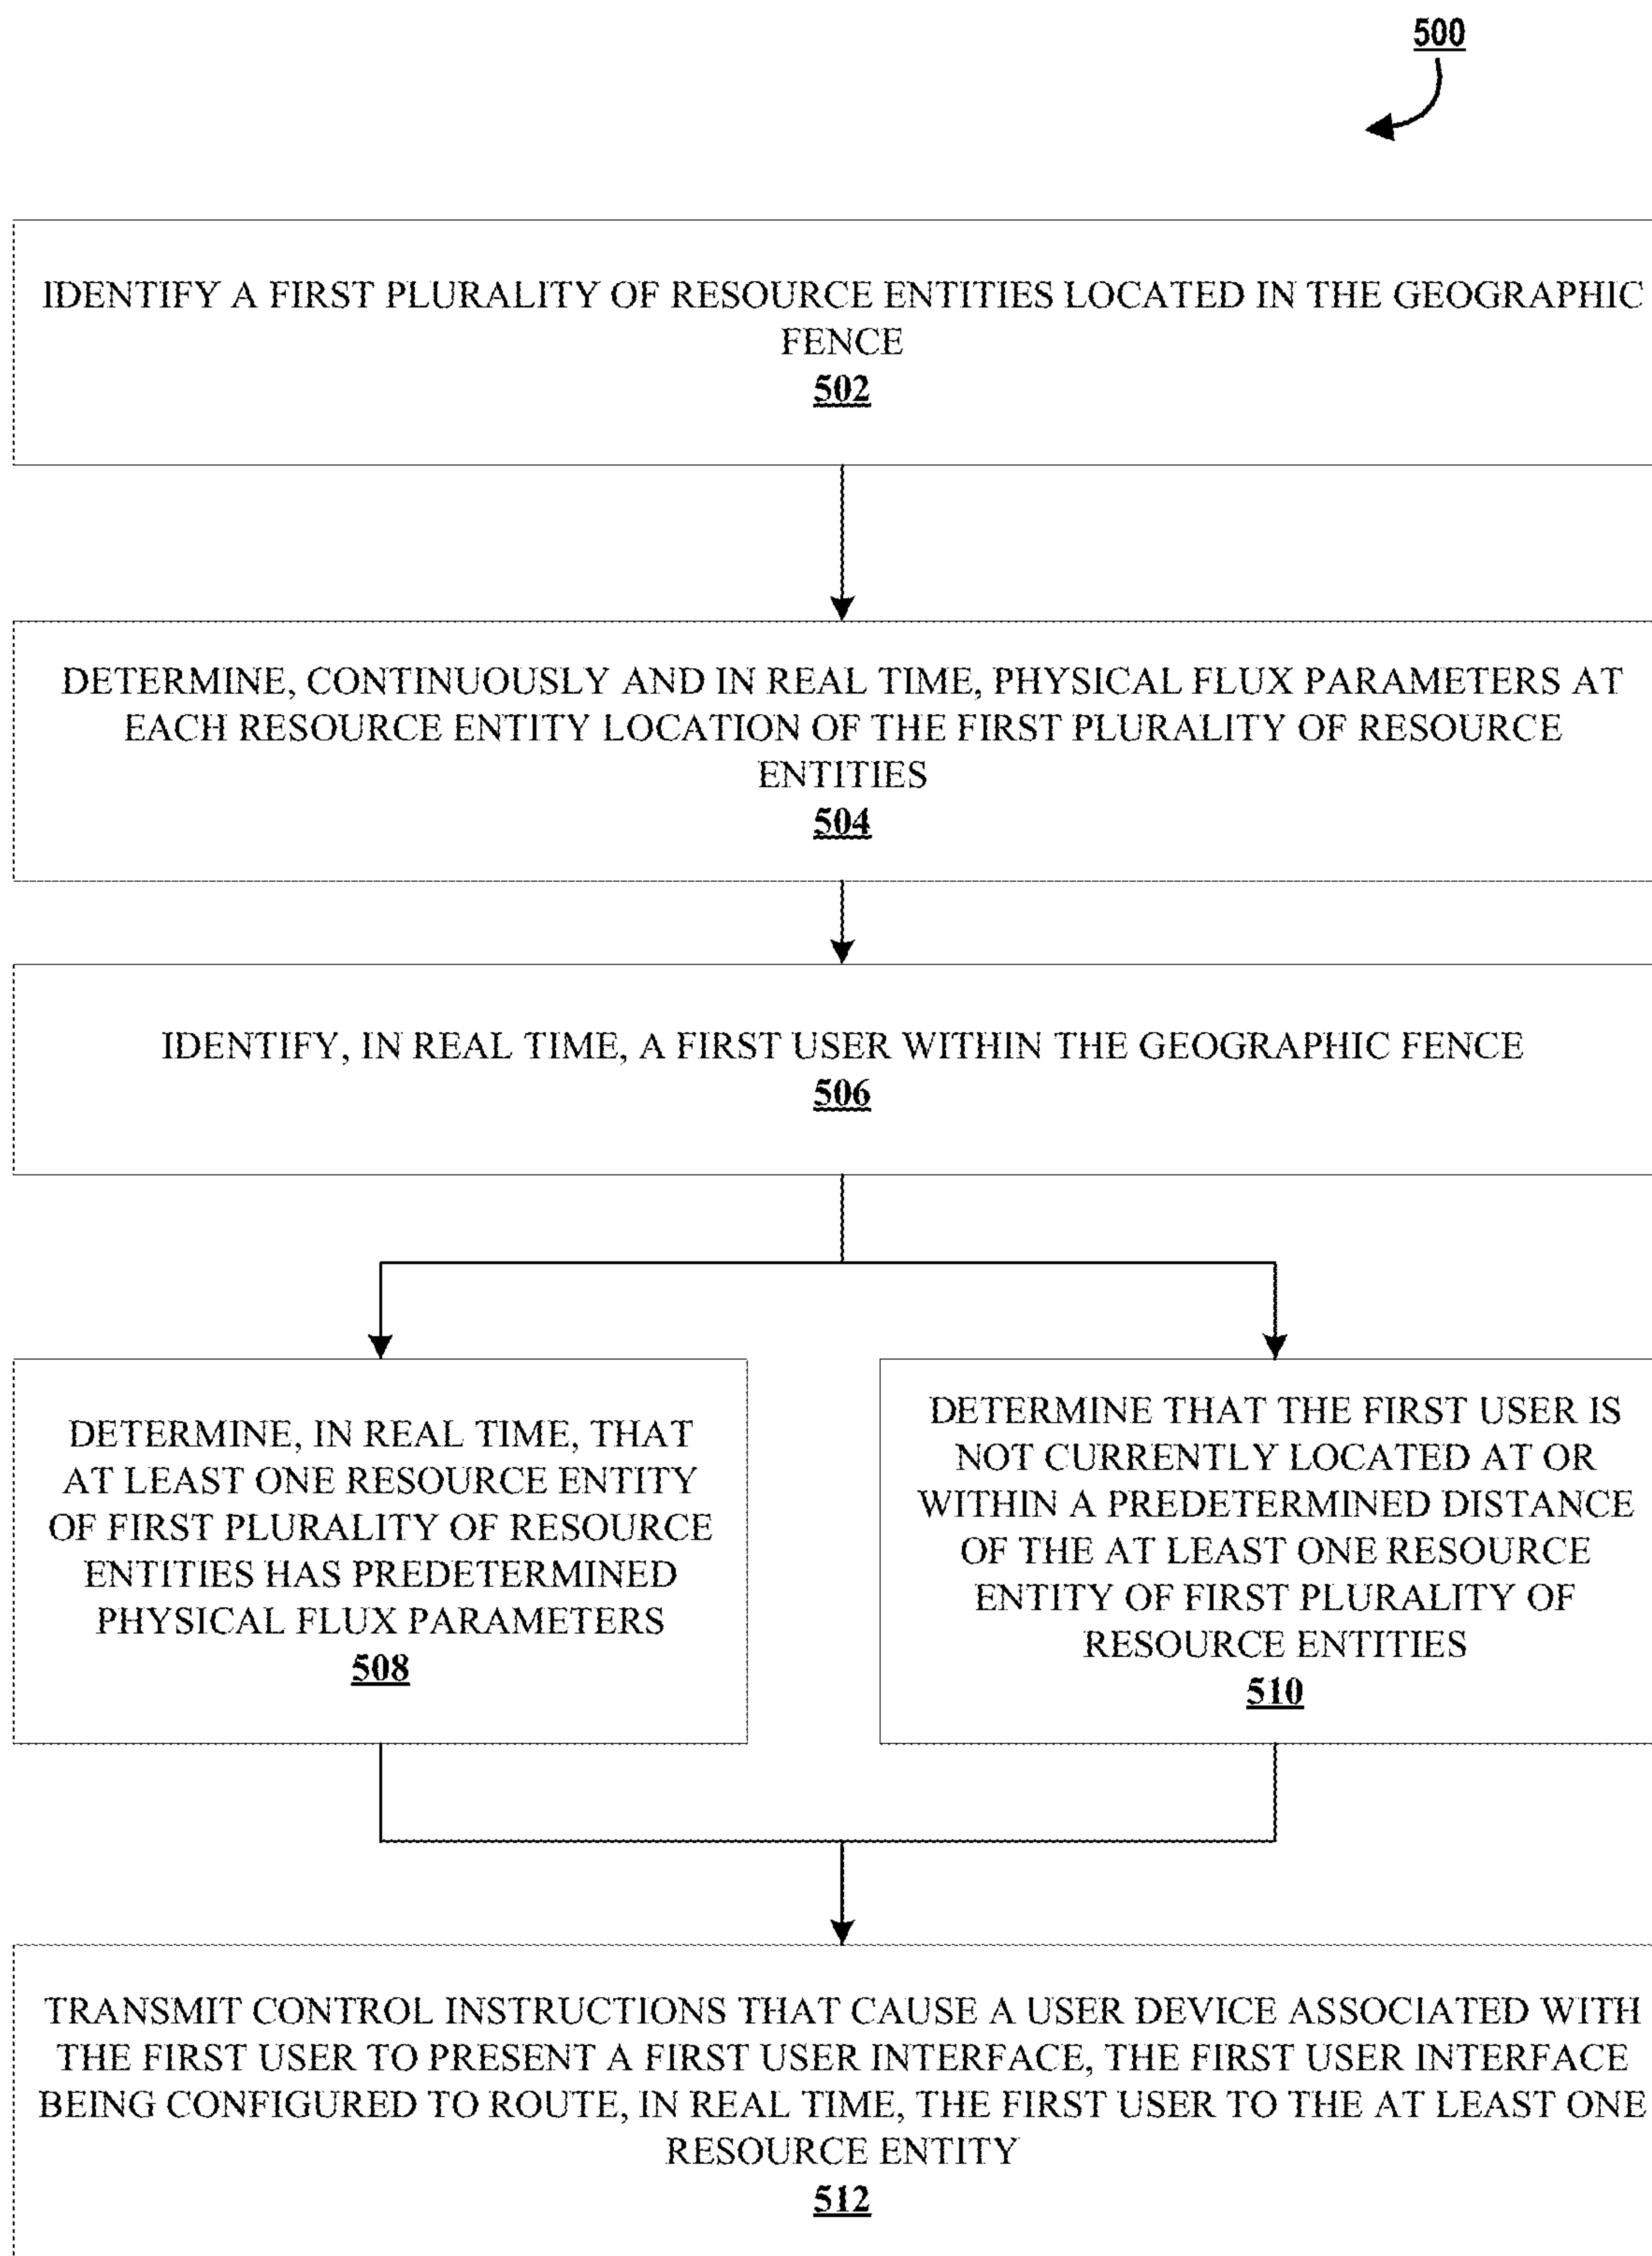 500
IDENTIFY A FIRST PLURALITY OF RESOURCE ENTITIES LOCATED IN THE GEOGRAPHIC
FENCE
502
DETERMINE, CONTINUOUSLY AND IN REAL TIME, PHYSICAL FLUX PARAMETERS AT
EACH RESOURCE ENTITY LOCATION OF THE FIRST PLURALITY OF RESOURCE
ENTITIES
504
IDENTIFY, IN REAL TIME, A FIRST USER WITHIN THE GEOGRAPHIC FENCE
506
DETERMINE, IN REAL TIME, THAT
AT LEAST ONE RESOURCE ENTITY
OF FIRST PLURALITY OF RESOURCE
ENTITIES HAS PREDETERMINED
PHYSICAL FLUX PARAMETERS
508
DETERMINE THAT THE FIRST USER IS
NOT CURRENTLY LOCATED AT OR
WITHIN A PREDETERMINED DISTANCE
OF THE AT LEAST ONE RESOURCE
ENTITY OF FIRST PLURALITY OF
RESOURCE ENTITIES
510
TRANSMIT CONTROL INSTRUCTIONS THAT CAUSE A USER DEVICE ASSOCIATED WITH
THE FIRST USER TO PRESENT A FIRST USER INTERFACE, THE FIRST USER INTERFACE
BEING CONFIGURED TO ROUTE, IN REAL TIME, THE FIRST USER TO THE AT LEAST ONE
RESOURCE ENTITY
512